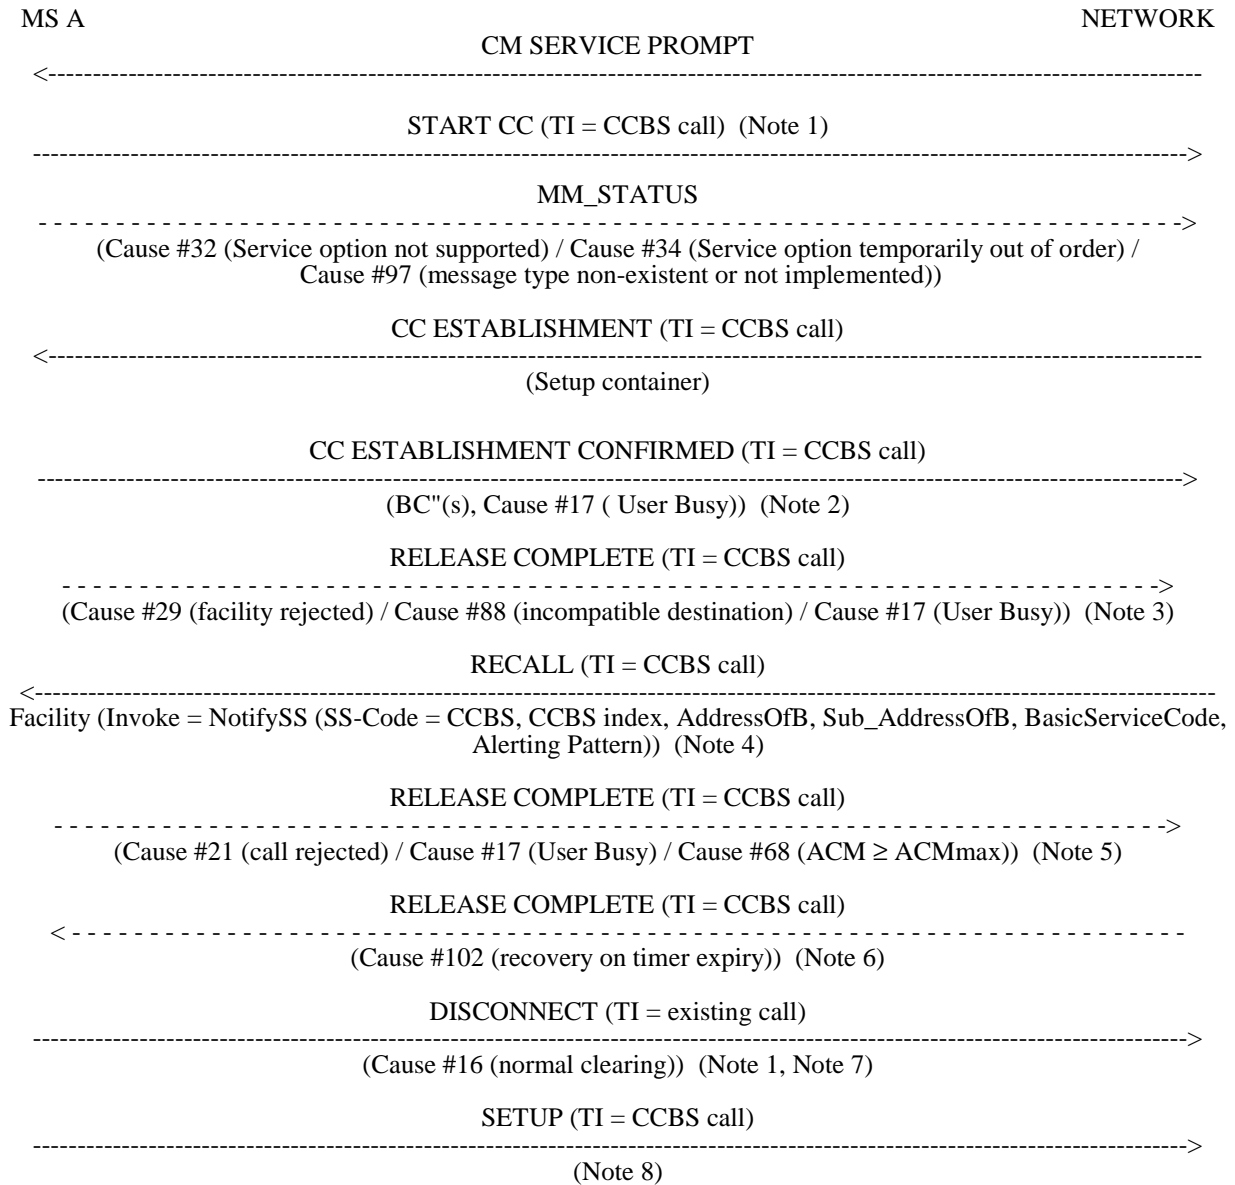 MS A NETWORK
CM SERVICE PROMPT
<----------------------------------------------------------------------------------------------------------------------------------
START CC (TI = CCBS call) (Note 1)
---------------------------------------------------------------------------------------------------------------------------------->
MM_STATUS
- - - - - - - - - - - - - - - - - - - - - - - - - - - - - - - - - - - - - - - - - - - - - - - - - - - - - - - - - - - - - - - - - - - - - - - - - ->
(Cause #32 (Service option not supported) / Cause #34 (Service option temporarily out of order) /
Cause #97 (message type non-existent or not implemented))
CC ESTABLISHMENT (TI = CCBS call)
<----------------------------------------------------------------------------------------------------------------------------------
(Setup container)
CC ESTABLISHMENT CONFIRMED (TI = CCBS call)
--------------------------------------------------------------------------------------------------------------------------------->
(BC"(s), Cause #17 ( User Busy)) (Note 2)
RELEASE COMPLETE (TI = CCBS call)
- - - - - - - - - - - - - - - - - - - - - - - - - - - - - - - - - - - - - - - - - - - - - - - - - - - - - - - - - - - - - - - - - - - - - - ->
(Cause #29 (facility rejected) / Cause #88 (incompatible destination) / Cause #17 (User Busy)) (Note 3)
RECALL (TI = CCBS call)
<-------------------------------------------------------------------------------------------------------------------------------------
Facility (Invoke = NotifySS (SS-Code = CCBS, CCBS index, AddressOfB, Sub_AddressOfB, BasicServiceCode,
Alerting Pattern)) (Note 4)
RELEASE COMPLETE (TI = CCBS call)
- - - - - - - - - - - - - - - - - - - - - - - - - - - - - - - - - - - - - - - - - - - - - - - - - - - - - - - - - - - - - - - - - - - - - - - ->
(Cause #21 (call rejected) / Cause #17 (User Busy) / Cause #68 (ACM ≥ ACMmax)) (Note 5)
RELEASE COMPLETE (TI = CCBS call)
< - - - - - - - - - - - - - - - - - - - - - - - - - - - - - - - - - - - - - - - - - - - - - - - - - - - - - - - - - - - - - - - - - - - - - - -
(Cause #102 (recovery on timer expiry)) (Note 6)
DISCONNECT (TI = existing call)
---------------------------------------------------------------------------------------------------------------------------------->
(Cause #16 (normal clearing)) (Note 1, Note 7)
SETUP (TI = CCBS call)
---------------------------------------------------------------------------------------------------------------------------------->
(Note 8)